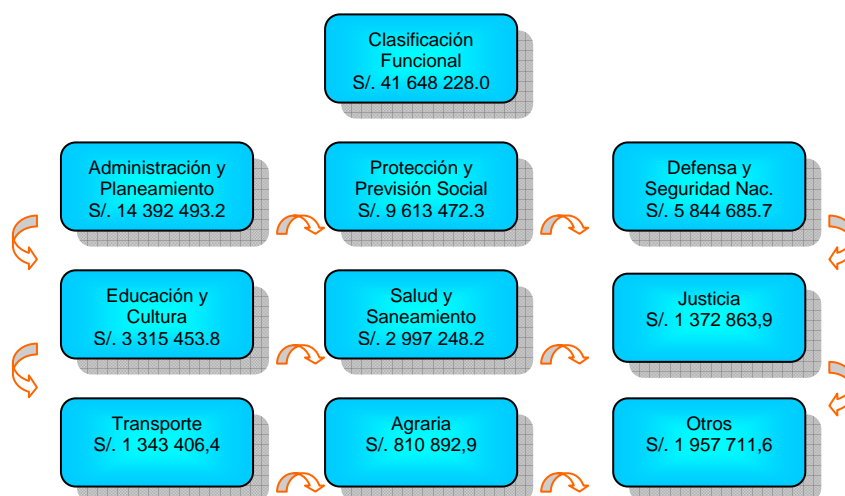 Clasificación
Funcional
S/. 41 648 228.0
Administración y
Planeamiento
S/. 14 392 493.2
Protección y
Previsión Social
S/. 9 613 472.3
Defensa y
Seguridad Nac.
S/. 5 844 685.7
Educación y
Cultura
S/. 3 315 453.8
Salud y
Saneamiento
S/. 2 997 248.2
Justicia
S/. 1 372 863,9
Transporte
S/. 1 343 406,4
Agraria
S/. 810 892,9
Otros
S/. 1 957 711,6